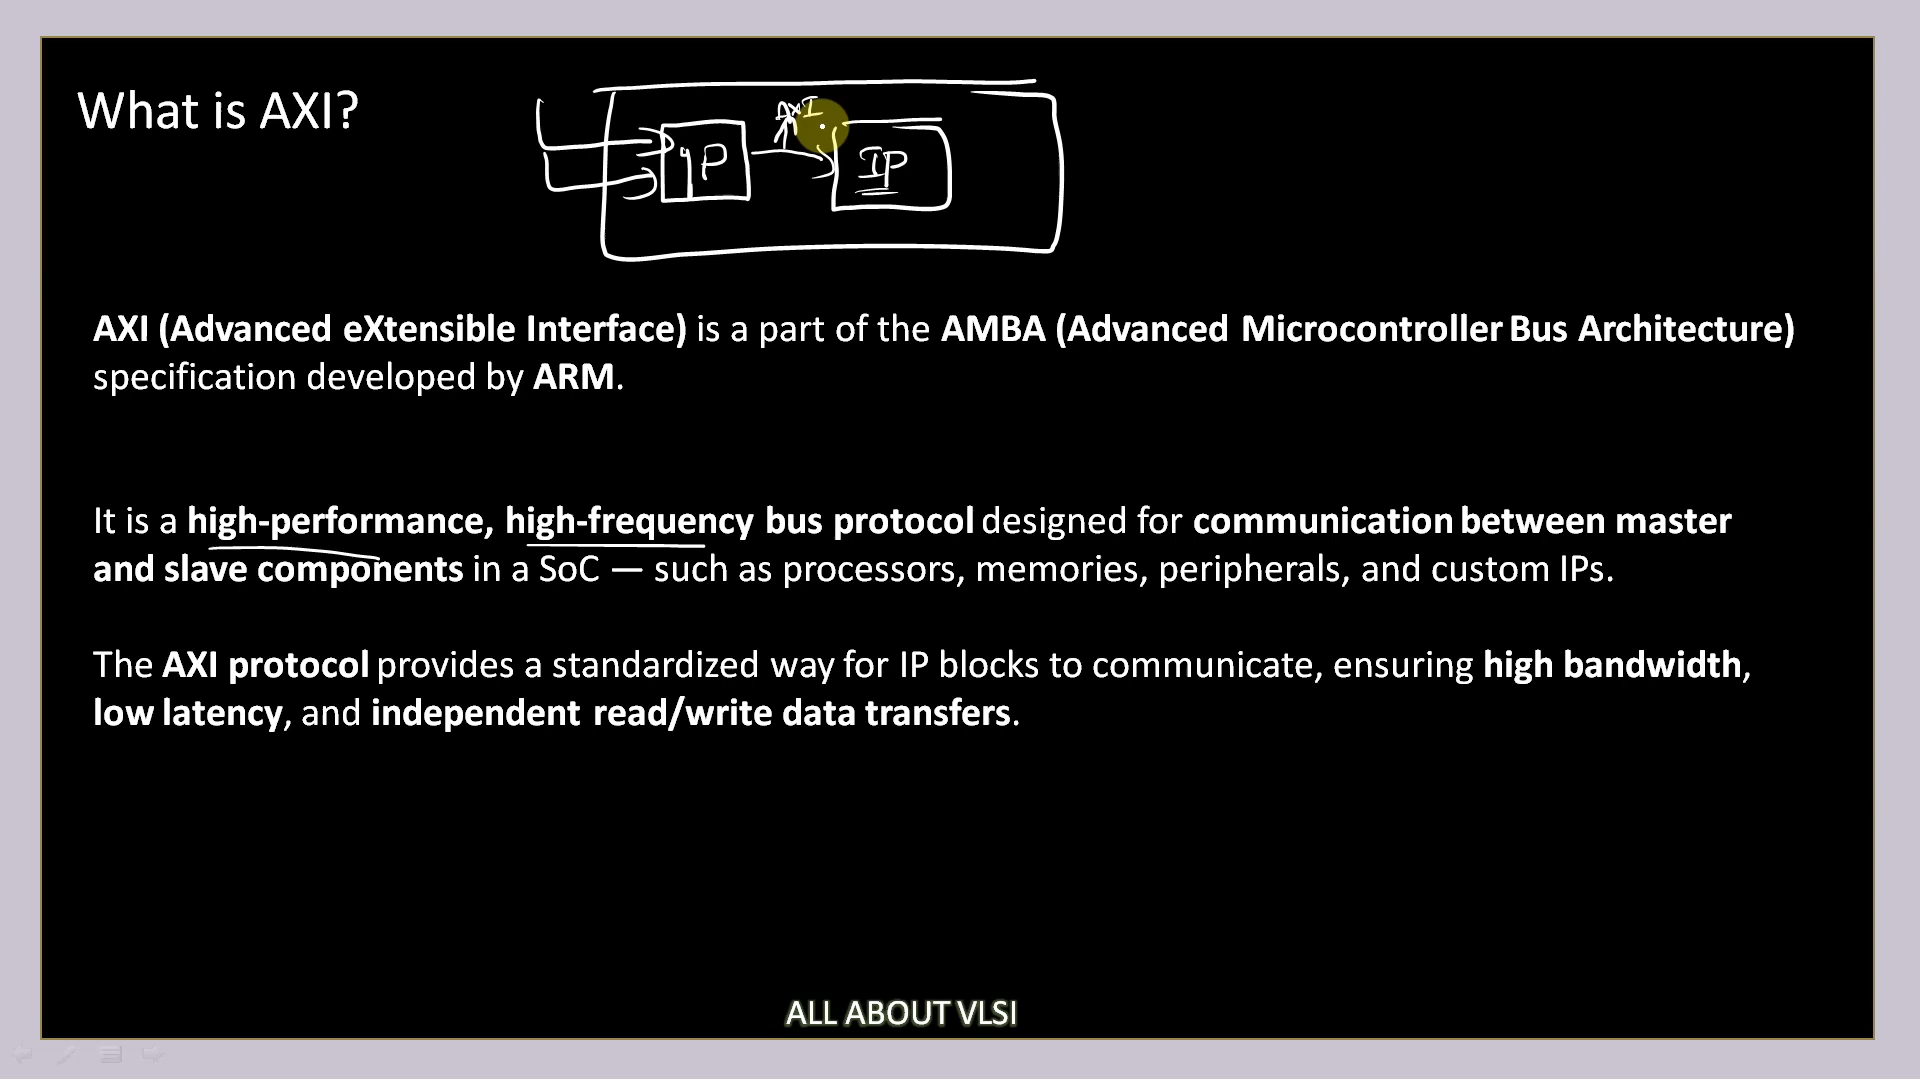 What is AXI?
AXI
IP
IP
AXI (Advanced eXtensible Interface) is a part of the AMBA (Advanced Microcontroller Bus Architecture)
specification developed by ARM.
It is a high-performance, high-frequency bus protocol designed for communication between master
and slave components in a SoC — such as processors, memories, peripherals, and custom IPs.
The AXI protocol provides a standardized way for IP blocks to communicate, ensuring high bandwidth,
low latency, and independent read/write data transfers.
ALL ABOUT VLSI